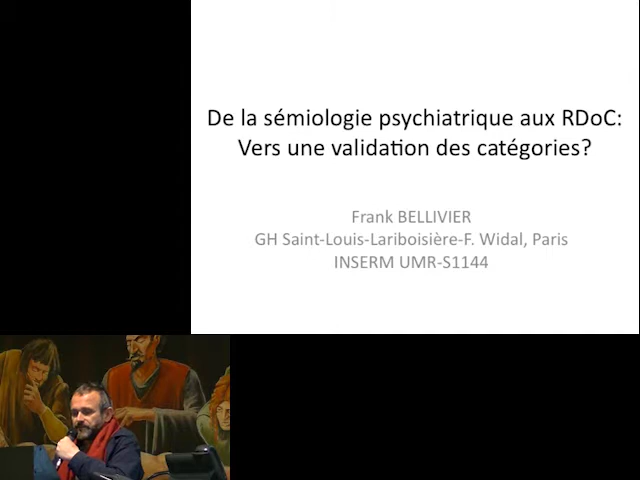 De la sémiologie psychiatrique aux RDoC:
Vers une validation des catégories?
Frank BELLIVIER
GH Saint-Louis-Lariboisière-F. Widal, Paris
INSERM UMR-S1144